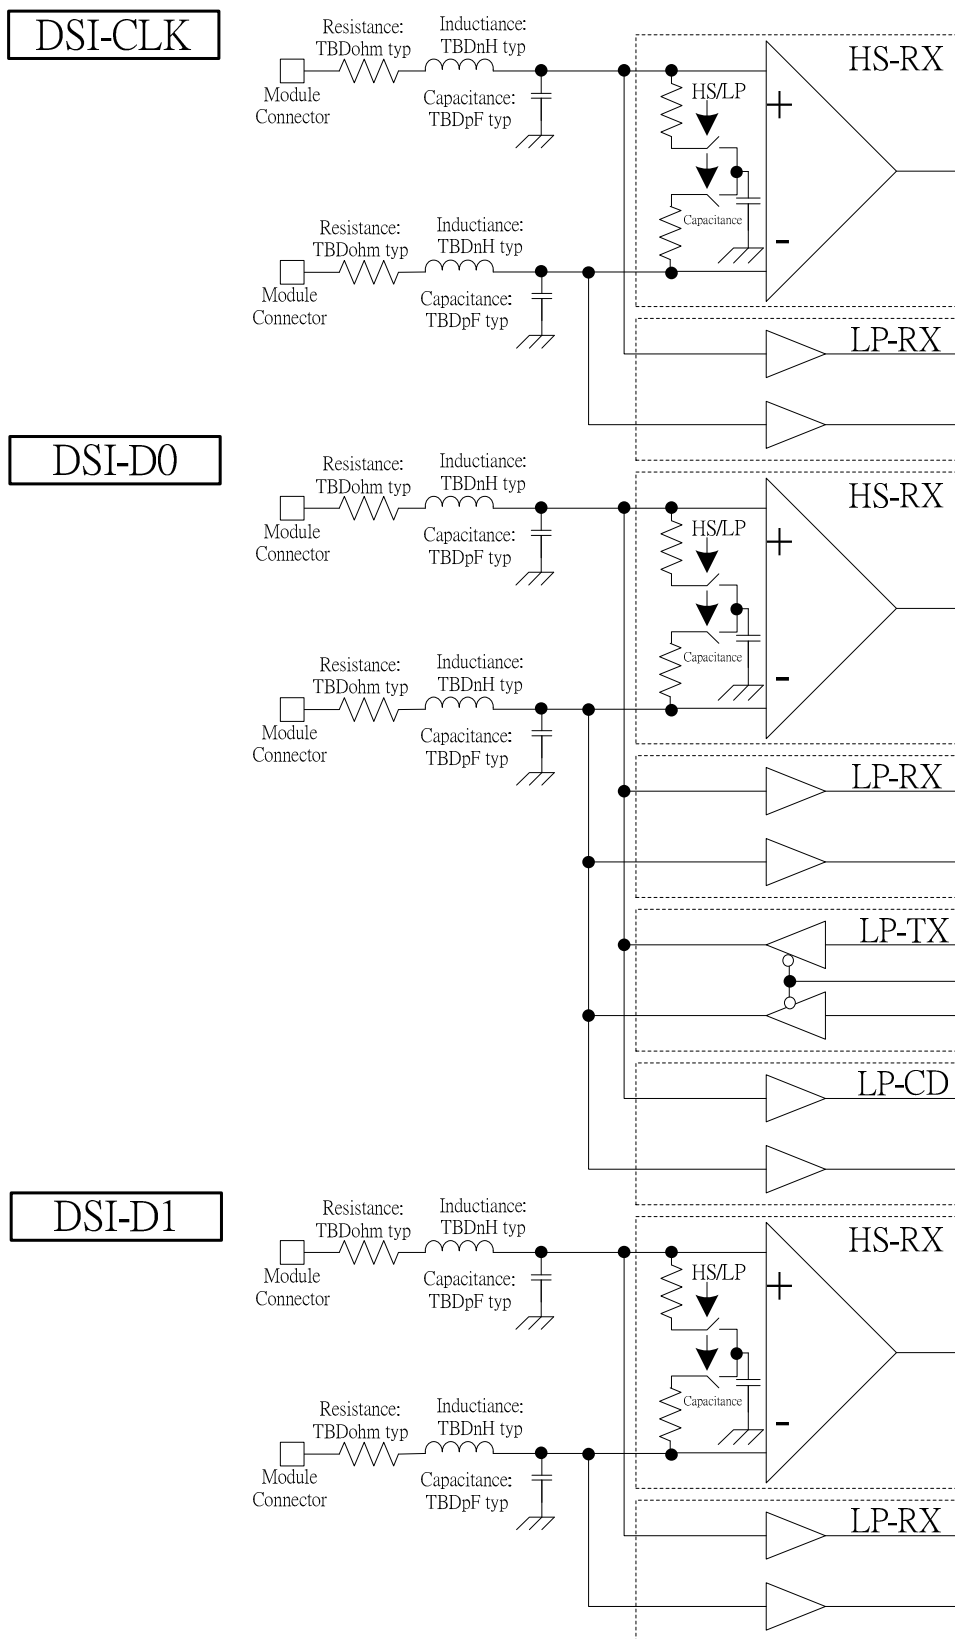 DSI-CLK
Resistance:
TBDohm typ
Inductiance:
TBDnH typ
HS-RX
Module
Connector
Capacitance:
TBDpF typ
HS/LP
+
Capacitance
-
Resistance:
TBDohm typ
Inductiance:
TBDnH typ
Module
Connector
Capacitance:
TBDpF typ
LP-RX
DSI-D0
Resistance:
TBDohm typ
Inductiance:
TBDnH typ
HS-RX
Module
Connector
Capacitance:
TBDpF typ
HS/LP
+
Capacitance
-
Resistance:
TBDohm typ
Inductiance:
TBDnH typ
Module
Connector
Capacitance:
TBDpF typ
LP-RX
LP-TX
LP-CD
DSI-D1
Resistance:
TBDohm typ
Inductiance:
TBDnH typ
HS-RX
Module
Connector
Capacitance:
TBDpF typ
HS/LP
+
Capacitance
-
Resistance:
TBDohm typ
Inductiance:
TBDnH typ
Module
Connector
Capacitance:
TBDpF typ
LP-RX